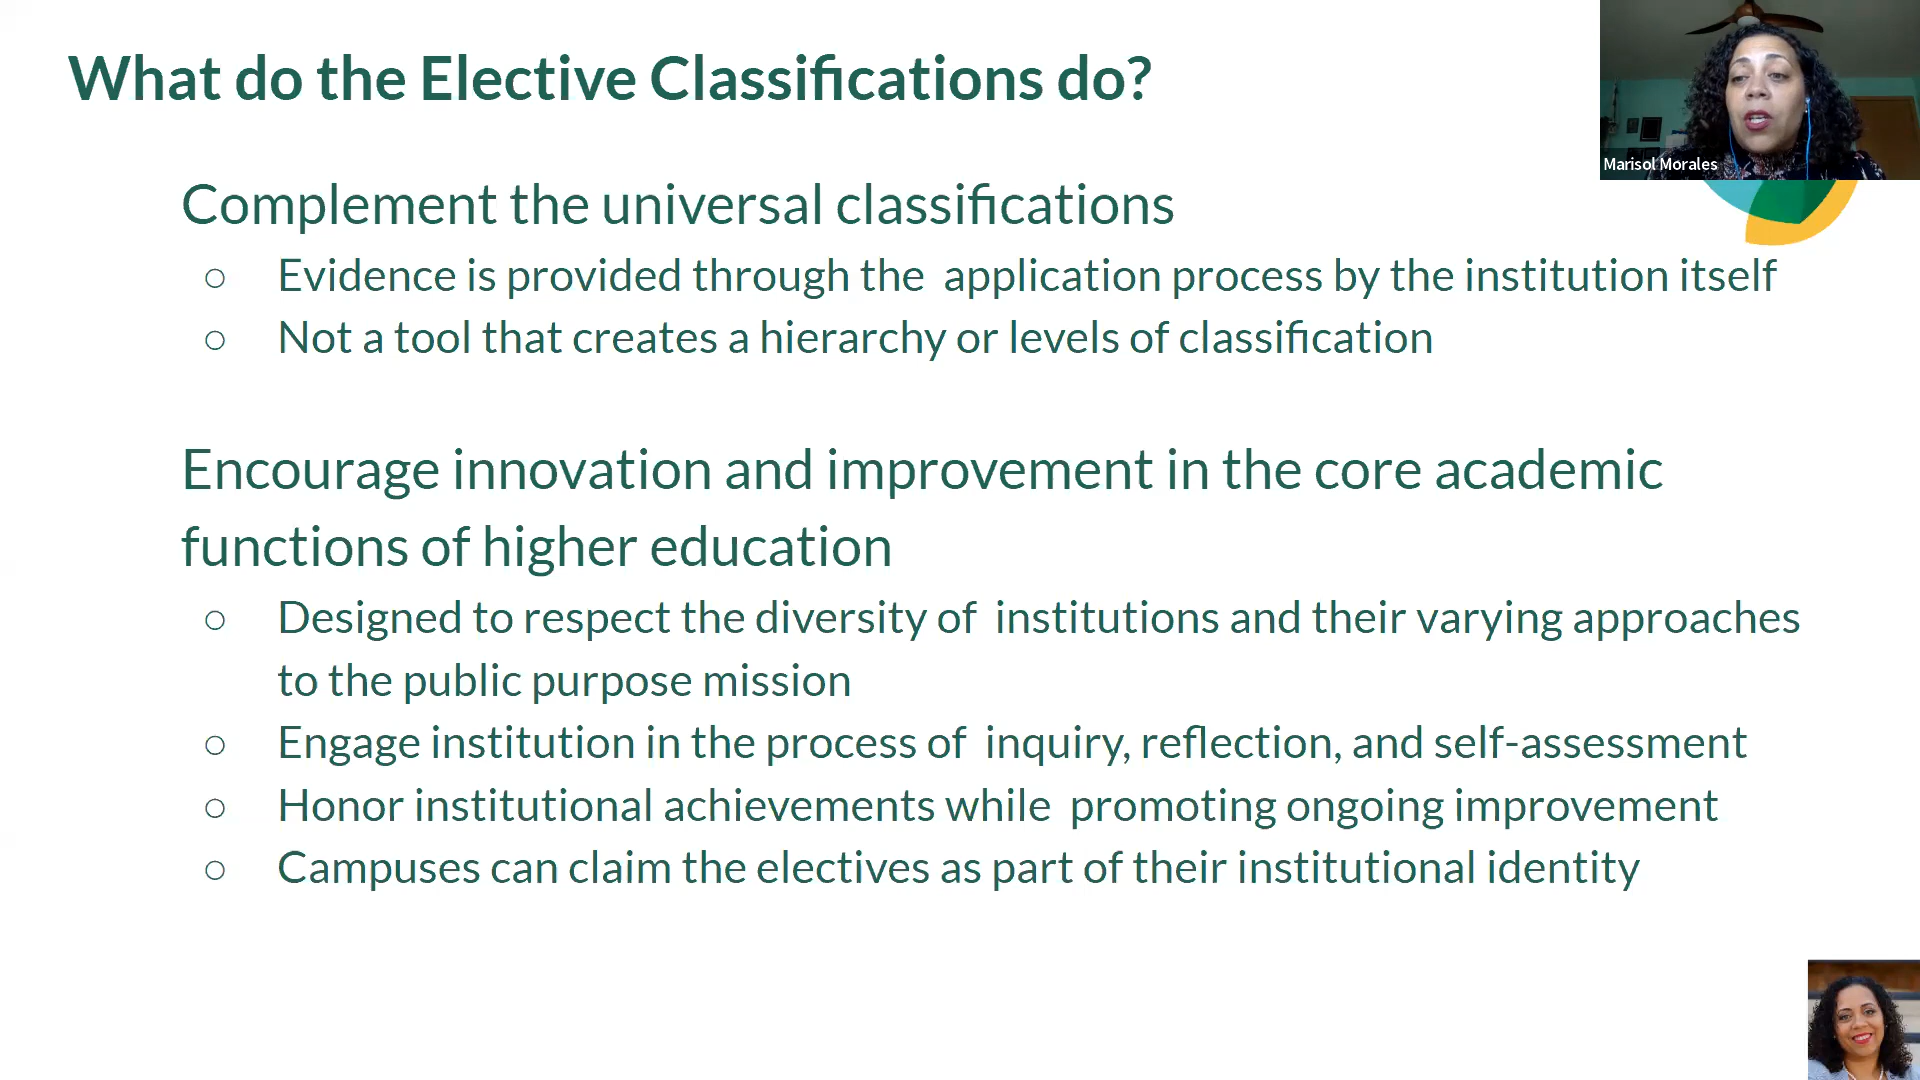 What do the Elective Classifications do?
Marisol Morales
Complement the universal classifications
○ Evidence is provided through the  application process by the institution itself
○ Not a tool that creates a hierarchy or levels of classification
Encourage innovation and improvement in the core academic
functions of higher education
○ Designed to respect the diversity of  institutions and their varying approaches
to the public purpose mission
○ Engage institution in the process of  inquiry, reflection, and self-assessment
○ Honor institutional achievements while  promoting ongoing improvement
○ Campuses can claim the electives as part of their institutional identity